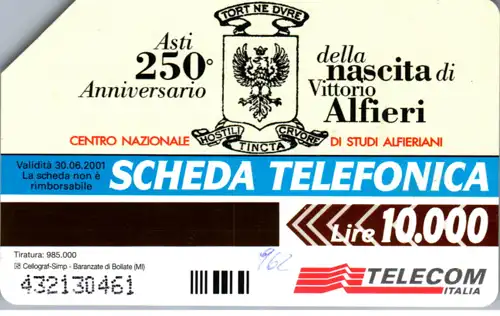 TORT NE DVRE
Asti
250°
Anniversario
della
nascita di
Vittorio
Alfieri
HOSTILI CRVORE
TINCTA
CENTRO NAZIONALE DI STUDI ALFIERIANI
Validità 30.06.2001
La scheda non è
rimborsabile
SCHEDA TELEFONICA
Lire 10.000
Tiratura: 985.000
Cellograf-Simp - Baranzate di Bollate (MI)
432130461
962
TELECOM
ITALIA